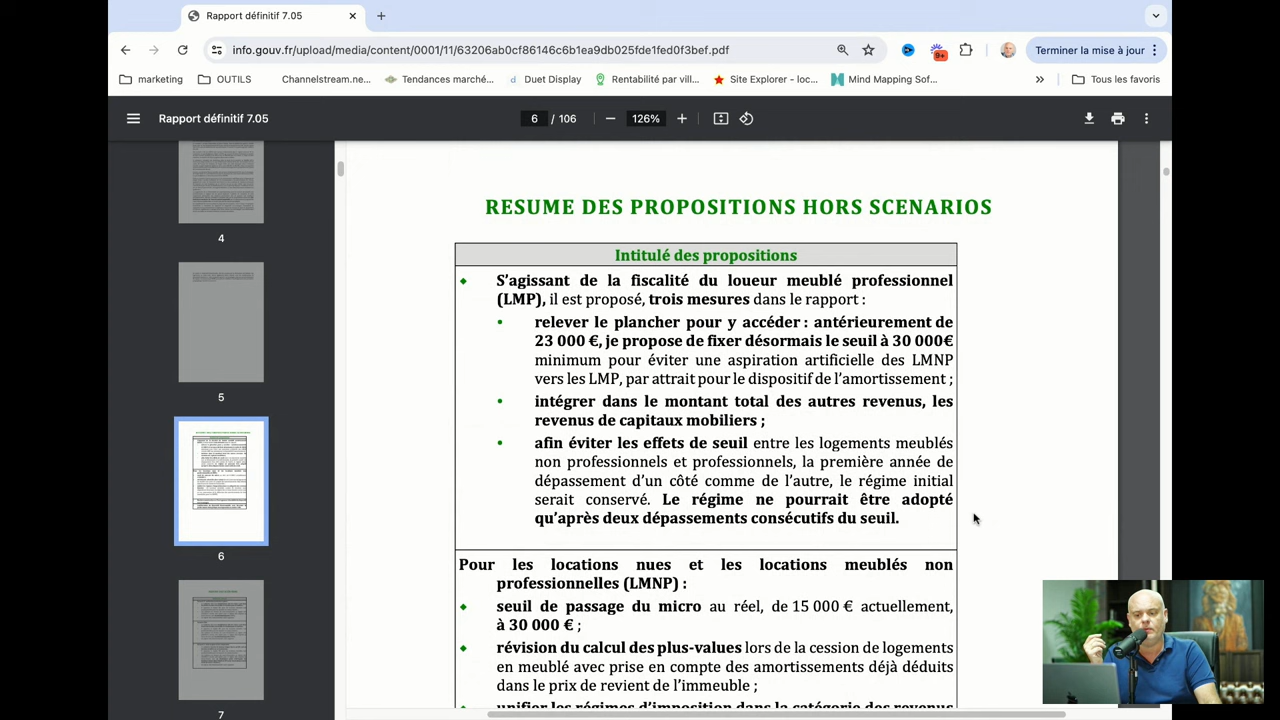 Rapport définitif 7.05
info.gouv.fr/upload/media/content/0001/11/63206ab0cf86146c6b1ea9db025fde1fed0f3bef.pdf
9+
Terminer la mise à jour
marketing
OUTILS
Channelstream.ne...
Tendances marché...
Duet Display
Rentabilité par vill...
Site Explorer - loc...
Mind Mapping Sof...
Tous les favoris
Rapport définitif 7.05
6 / 106
126%
4
5
6
7
RESUME DES PROPOSITIONS HORS SCENARIOS
Intitulé des propositions
S’agissant de la fiscalité du loueur meublé professionnel
(LMP), il est proposé, trois mesures dans le rapport :
relever le plancher pour y accéder : antérieurement de
23 000 €, je propose de fixer désormais le seuil à 30 000€
minimum pour éviter une aspiration artificielle des LMNP
vers les LMP, par attrait pour le dispositif de l’amortissement ;
intégrer dans le montant total des autres revenus, les
revenus de capitaux mobiliers ;
afin éviter les effets de seuil entre les logements meublés
non professionnels et professionnels, la première année de
dépassement d’un côté comme de l’autre, le régime initial
serait conservé. Le régime ne pourrait être adopté
qu’après deux dépassements consécutifs du seuil.
Pour les locations nues et les locations meublés non
professionnelles (LMNP) :
seuil de passage du micro au réel, de 15 000 € actuellement,
à 30 000 € ;
révision du calcul des plus-values lors de la cession de logements
en meublé avec prise en compte des amortissements déjà déduits
dans le prix de revient de l’immeuble ;
unifier les régimes d’imposition dans la catégorie des revenus